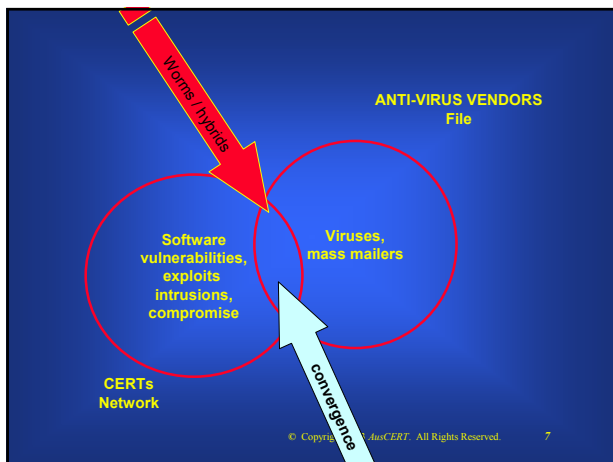 Worms / hybrids
ANTI-VIRUS VENDORS
File
Software
vulnerabilities,
exploits
intrusions,
compromise
Viruses,
mass mailers
CERTs
Network
convergence
© AusCERT. All Rights Reserved.
7